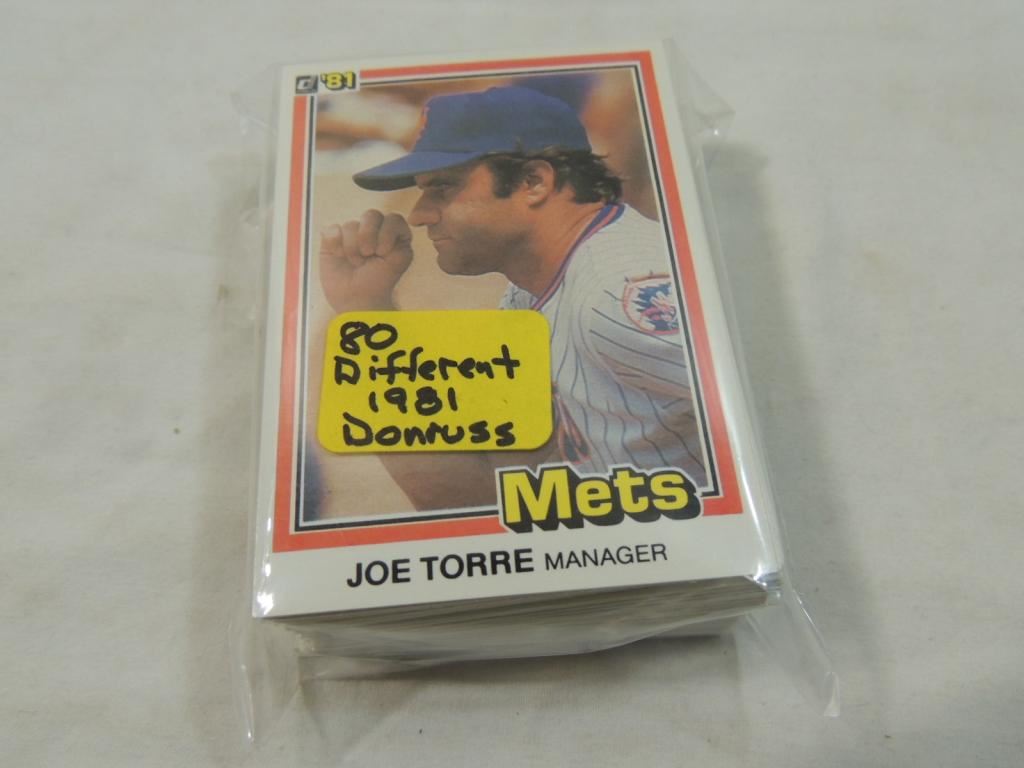 '81
80
Different
1981
Donruss
Mets
JOE TORRE MANAGER